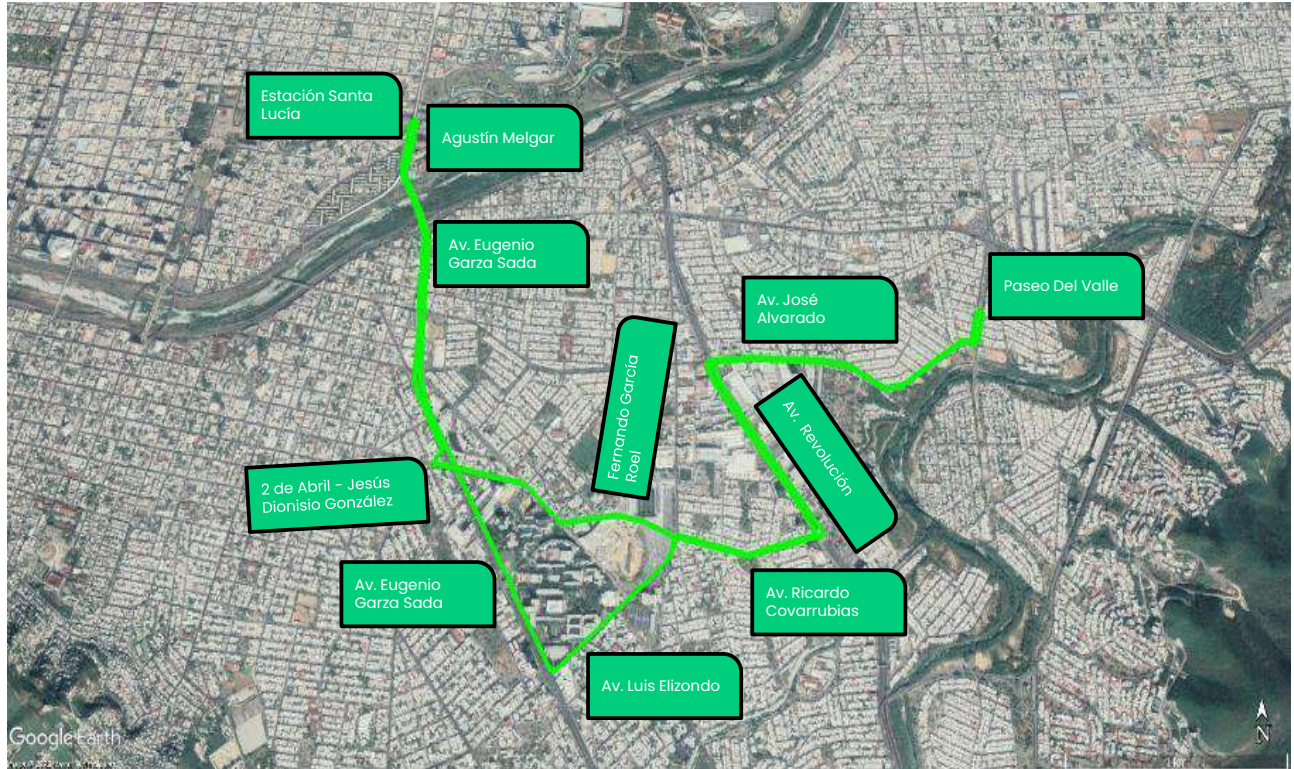 Estación Santa
Lucía
Agustín Melgar
Av. Eugenio
Garza Sada
Paseo Del Valle
Av. José
Alvarado
Fernando García
Roel
Av. Revolución
2 de Abril - Jesús
Dionisio González
Av. Eugenio
Garza Sada
Av. Ricardo
Covarrubias
Av. Luis Elizondo
Google Earth
N
1 km